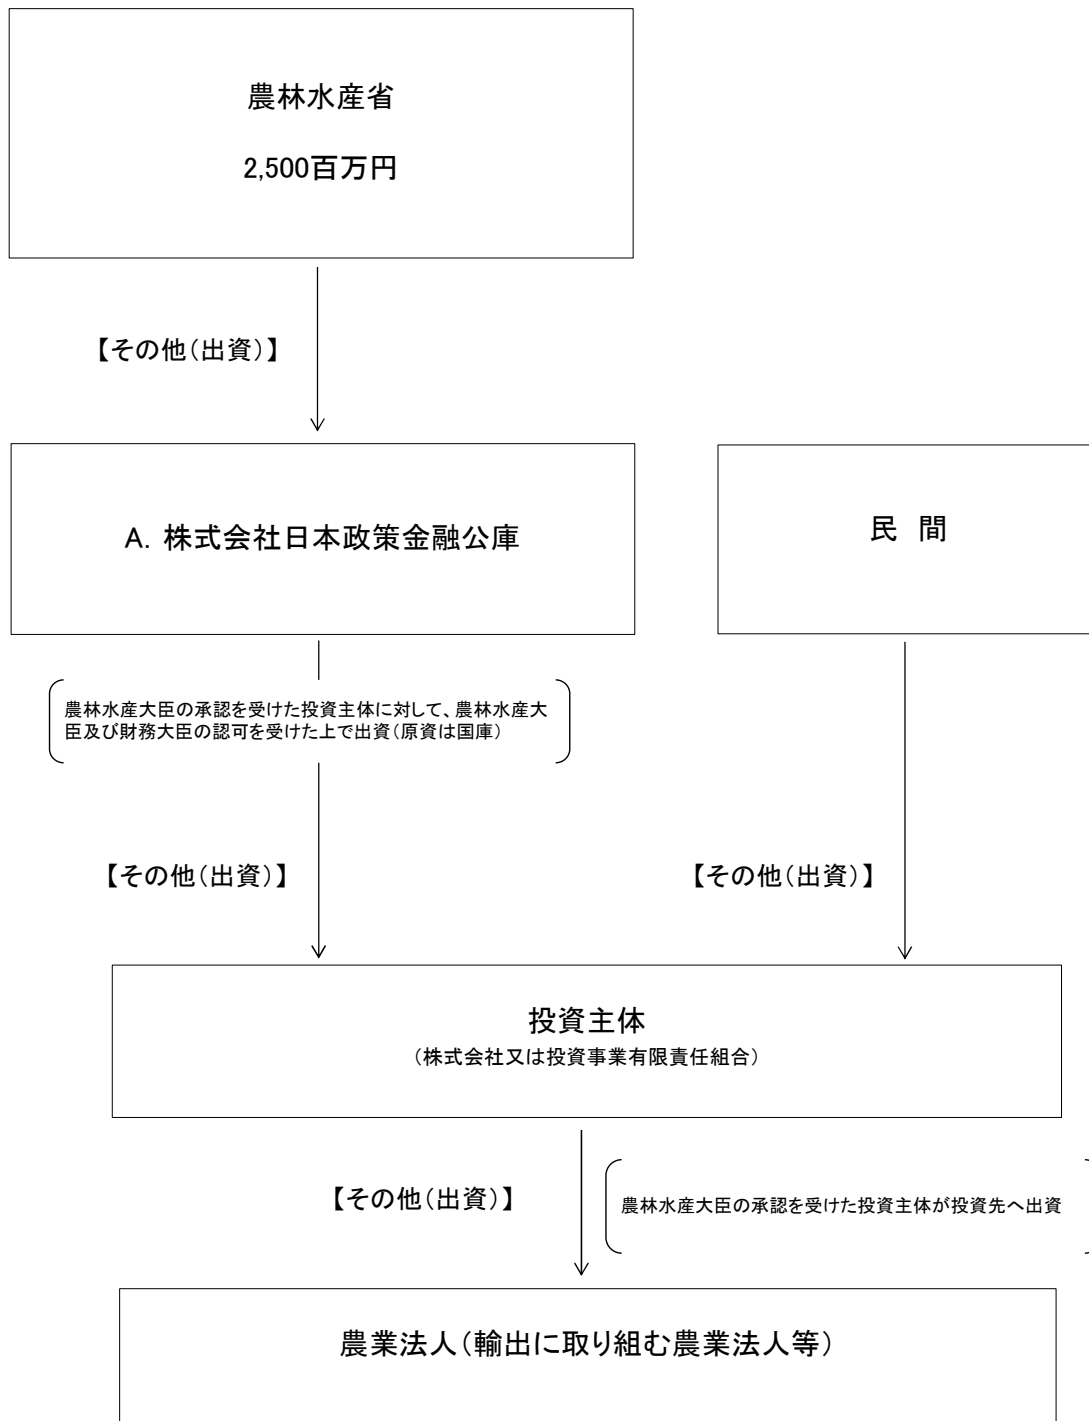 農林水産省
2,500百万円
【その他(出資)】
A. 株式会社日本政策金融公庫
民 間
農林水産大臣の承認を受けた投資主体に対して、農林水産大
臣及び財務大臣の認可を受けた上で出資(原資は国庫)
【その他(出資)】
【その他(出資)】
投資主体
(株式会社又は投資事業有限責任組合)
【その他(出資)】
農林水産大臣の承認を受けた投資主体が投資先へ出資
農業法人(輸出に取り組む農業法人等)